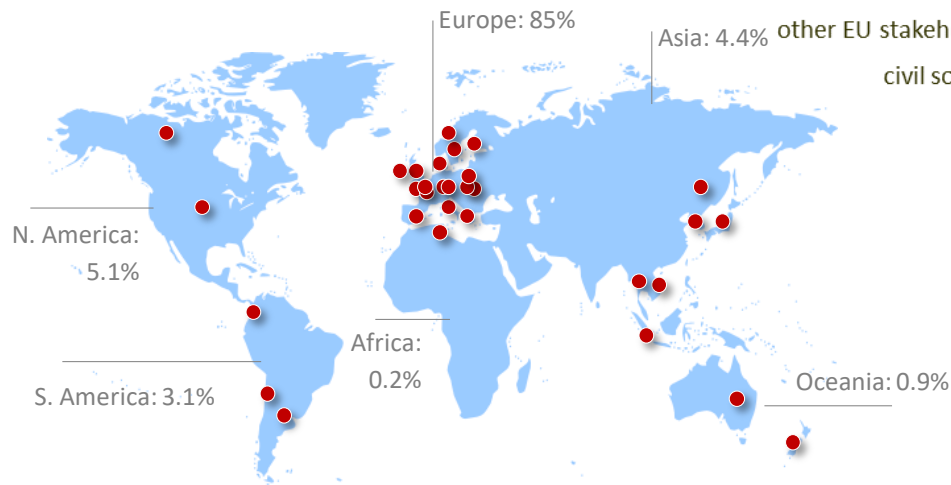 Europe: 85%
Asia: 4.4%
other EU stakeh
civil so
N. America:
5.1%
Africa:
0.2%
S. America: 3.1%
Oceania: 0.9%